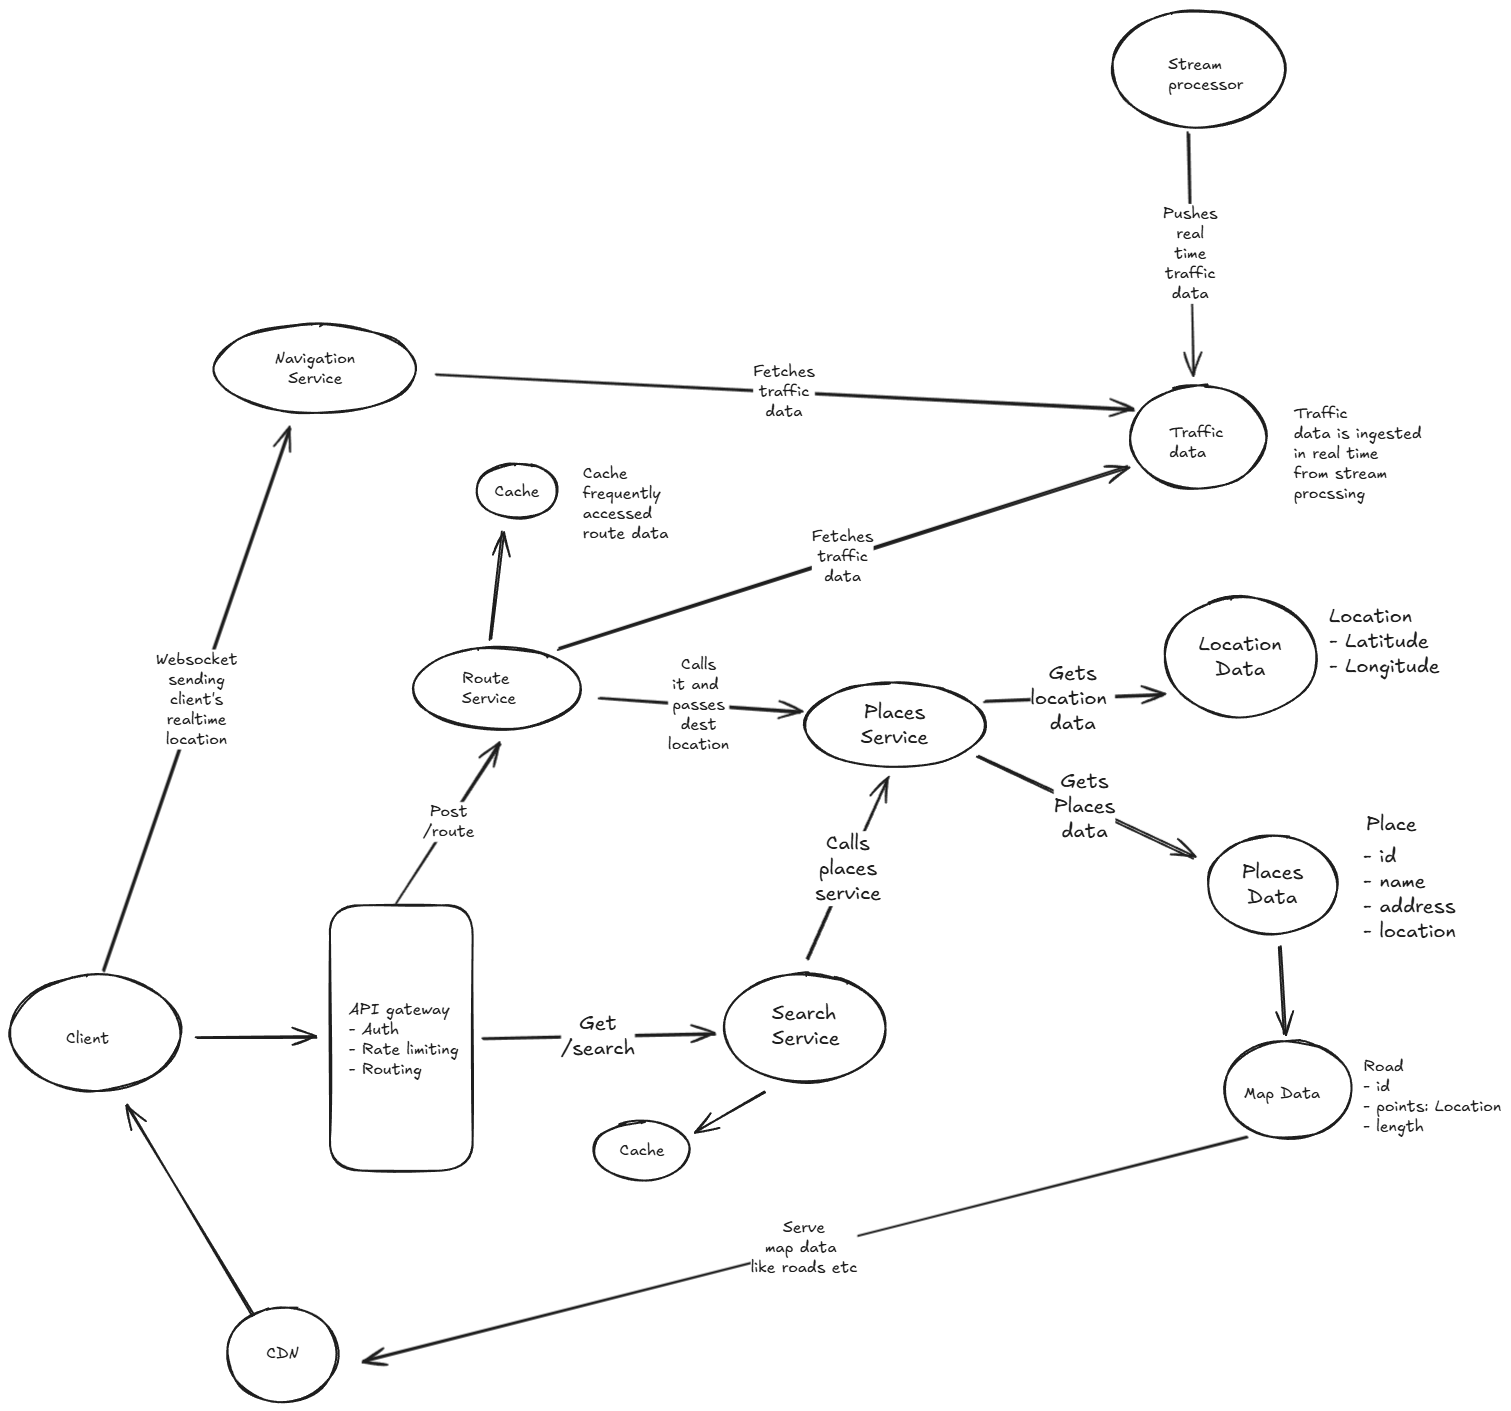 Stream
processor
Pushes
real
time
traffic
data
Navigation
Service
Fetches
traffic
data
Traffic
data
Traffic
data is ingested
in real time
from stream
procssing
Cache
Cache
frequently
accessed
route data
Fetches
traffic
data
Websocket
sending
client's
realtime
location
Route
Service
Calls
it and
passes
dest
location
Places
Service
Gets
location
data
Location
Data
Location
- Latitude
- Longitude
Gets
Places
data
Post
/route
Calls
places
service
Places
Data
Place
- id
- name
- address
- location
Client
API gateway
- Auth
- Rate limiting
- Routing
Get
/search
Search
Service
Cache
Map Data
Road
- id
- points: Location
- length
Serve
map data
like roads etc
CDN